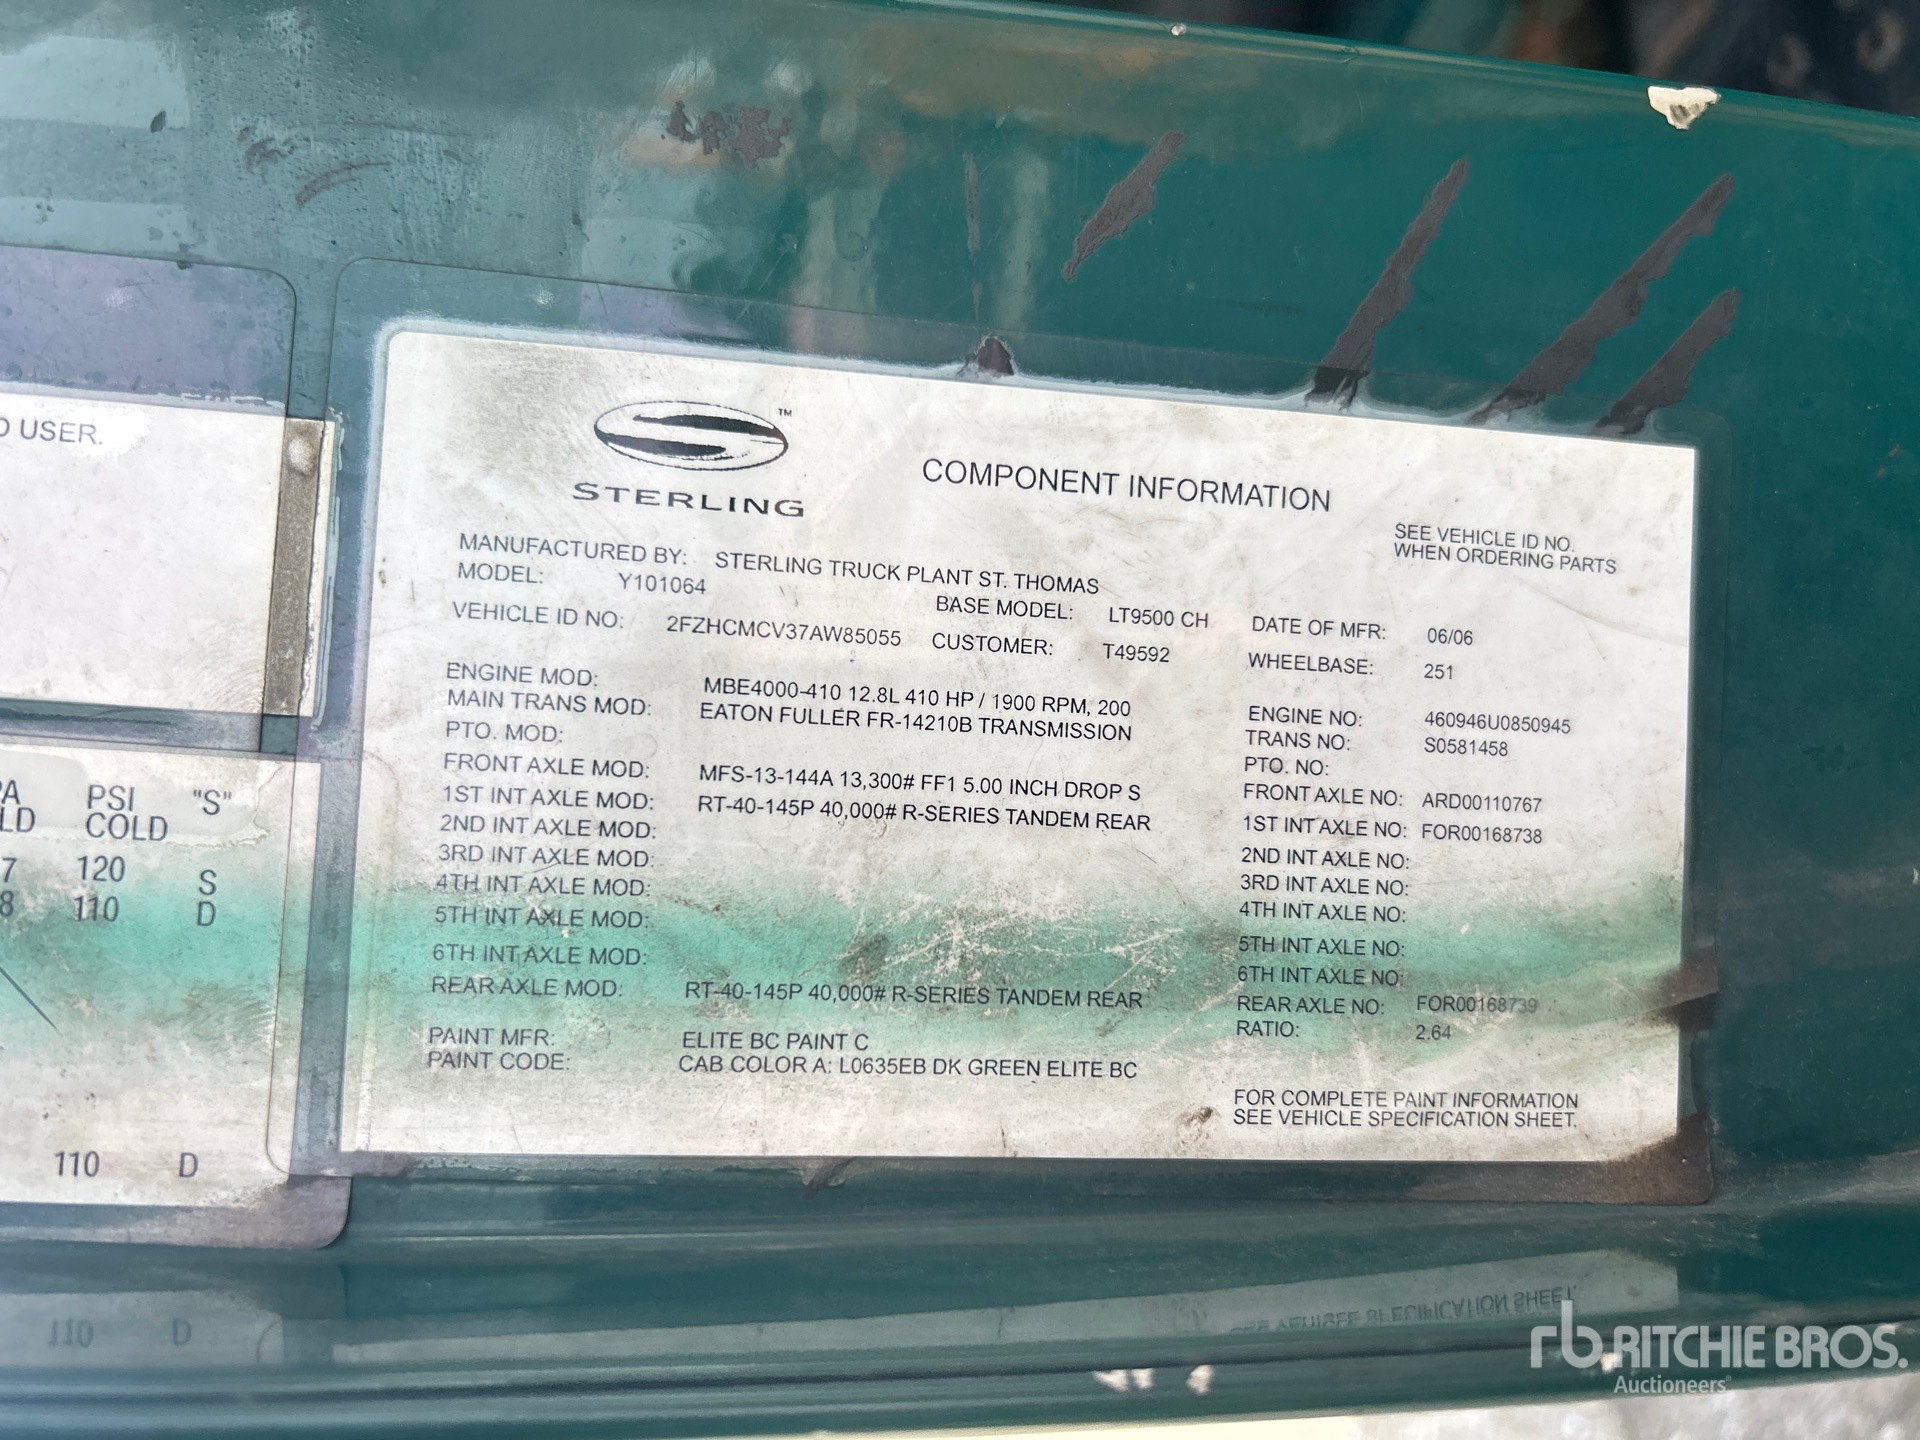 D USER.
PSI "S"
LD COLD
7 120 S
8 110 D
110 D
STERLING
™
COMPONENT INFORMATION
SEE VEHICLE ID NO.
WHEN ORDERING PARTS
MANUFACTURED BY: STERLING TRUCK PLANT ST. THOMAS
MODEL: Y101064 BASE MODEL: LT9500 CH DATE OF MFR: 06/06
VEHICLE ID NO: 2FZHCMCV37AW85055 CUSTOMER: T49592 WHEELBASE: 251
ENGINE MOD: MBE4000-410 12.8L 410 HP / 1900 RPM, 200 ENGINE NO: 460946U0850945
MAIN TRANS MOD: EATON FULLER FR-14210B TRANSMISSION TRANS NO: S0581458
PTO. MOD: PTO. NO:
FRONT AXLE MOD: MFS-13-144A 13,300# FF1 5.00 INCH DROP S FRONT AXLE NO: ARD00110767
1ST INT AXLE MOD: RT-40-145P 40,000# R-SERIES TANDEM REAR 1ST INT AXLE NO: FOR00168738
2ND INT AXLE MOD: 2ND INT AXLE NO:
3RD INT AXLE MOD: 3RD INT AXLE NO:
4TH INT AXLE MOD: 4TH INT AXLE NO:
5TH INT AXLE MOD: 5TH INT AXLE NO:
6TH INT AXLE MOD: 6TH INT AXLE NO:
REAR AXLE MOD: RT-40-145P 40,000# R-SERIES TANDEM REAR REAR AXLE NO: FOR00168739
RATIO: 2.64
PAINT MFR: ELITE BC PAINT C
PAINT CODE: CAB COLOR A: L0635EB DK GREEN ELITE BC
FOR COMPLETE PAINT INFORMATION
SEE VEHICLE SPECIFICATION SHEET.
rb RITCHIE BROS.
Auctioneers